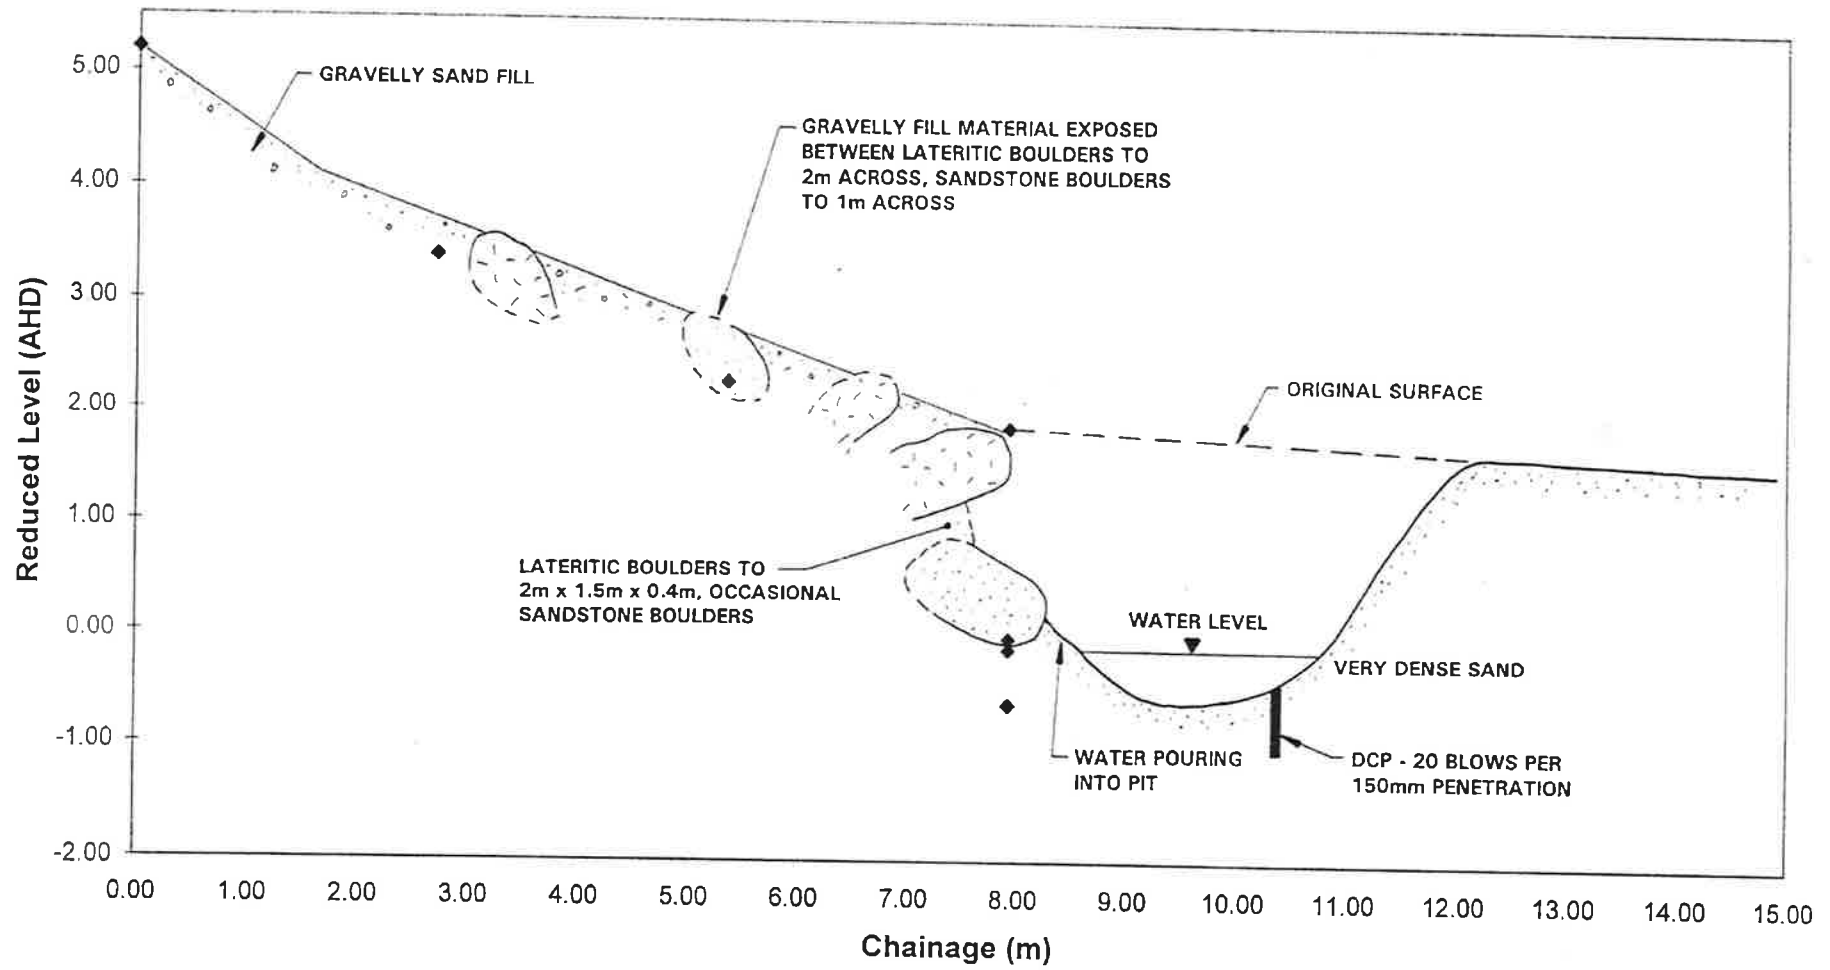 5.00
4.00
3 00
2.00
1.00
0.00
-1.00
-2.00
Reduced Level (AHD)
GRAVELLY SAND FILL
GRAVELLY FILL MATERIAL EXPOSED
BETWEEN LATERITIC BOULDERS TO
2m ACROSS, SANDSTONE BOULDERS
TO 1m ACROSS
ORIGINAL SURFACE
LATERITIC BOULDERS TO
2m x 1.5m x 0.4m, OCCASIONAL
SANDSTONE BOULDERS
WATER LEVEL
VERY DENSE SAND
WATER POURING
INTO PIT
DCP - 20 BLOWS PER
150mm PENETRATION
0.00 1.00 2.00 3.00 4.00 5.00 6.00 7.00 8.00 9.00 10.00 11.00 12.00 13.00 14.00 15.00
Chainage (m)